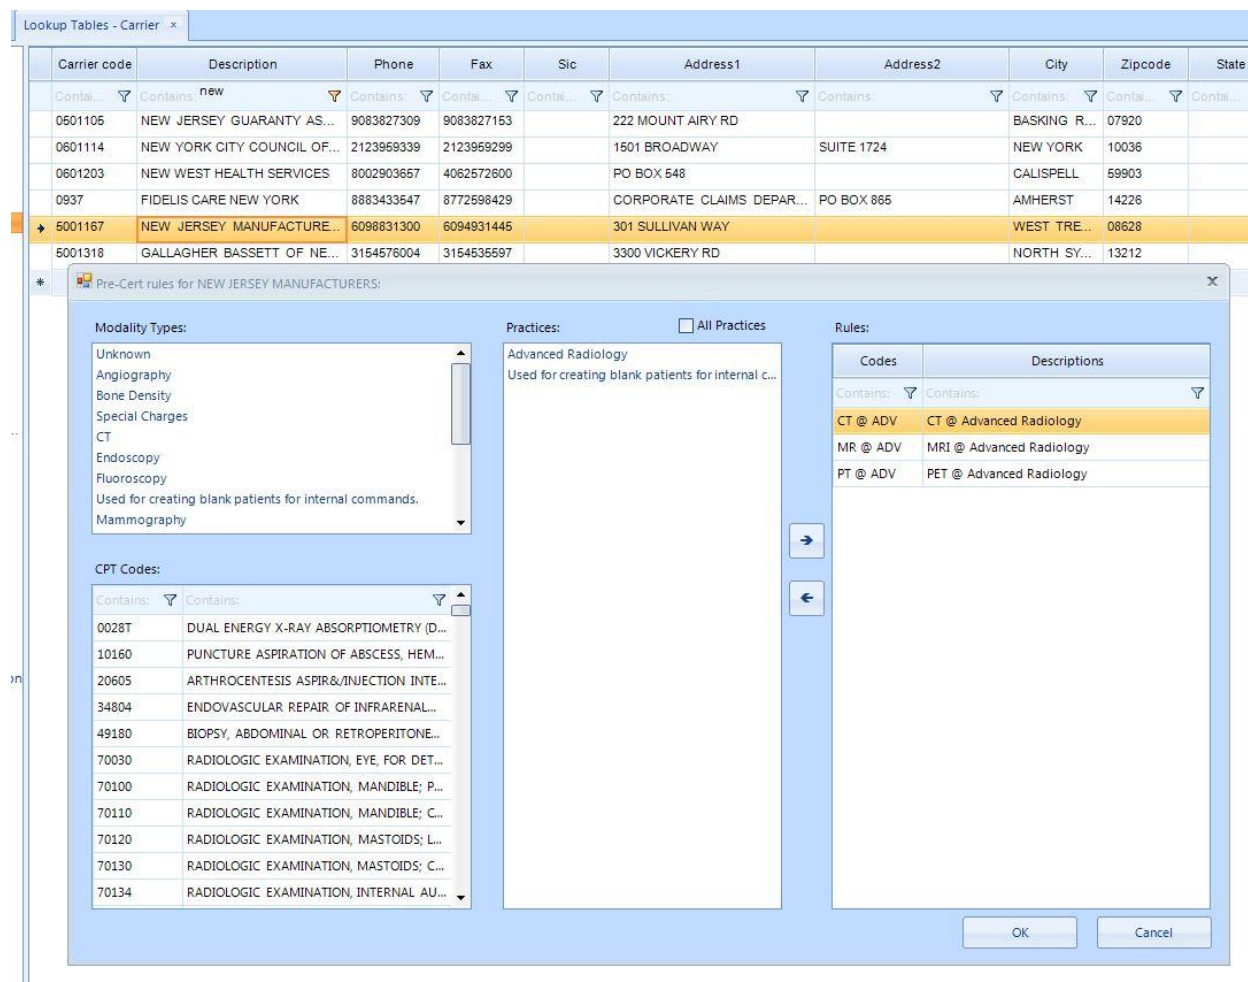 Lookup Tables - Carrier ×
Carrier code Description Phone Fax Sic Address1 Address2 City Zipcode State
Contai... Contains: new Contains: Contai... Contai... Contains: Contains: Contains: Contai... Contai...
0501105 NEW JERSEY GUARANTY AS... 9083827309 9083827153 222 MOUNT AIRY RD BASKING R... 07920
0601114 NEW YORK CITY COUNCIL OF... 2123959339 2123959299 1501 BROADWAY SUITE 1724 NEW YORK 10036
0601203 NEW WEST HEALTH SERVICES 8002903657 4062572600 PO BOX 548 CALISPELL 59903
0937 FIDELIS CARE NEW YORK 8883433547 8772598429 CORPORATE CLAIMS DEPAR... PO BOX 865 AMHERST 14226
5001167 NEW JERSEY MANUFACTURE... 6098831300 6094931445 301 SULLIVAN WAY WEST TRE... 08628
5001318 GALLAGHER BASSETT OF NE... 3154576004 3154535597 3300 VICKERY RD NORTH SY... 13212
Pre-Cert rules for NEW JERSEY MANUFACTURERS: x
Modality Types:
Unknown
Angiography
Bone Density
Special Charges
CT
Endoscopy
Fluoroscopy
Used for creating blank patients for internal commands.
Mammography
CPT Codes:
Contains: Contains:
0028T DUAL ENERGY X-RAY ABSORPTIOMETRY (D...
10160 PUNCTURE ASPIRATION OF ABSCESS, HEM...
20605 ARTHROCENTESIS ASPIR&/INJECTION INTE...
34804 ENDOVASCULAR REPAIR OF INFRARENAL...
49180 BIOPSY, ABDOMINAL OR RETROPERITONE...
70030 RADIOLOGIC EXAMINATION, EYE, FOR DET...
70100 RADIOLOGIC EXAMINATION, MANDIBLE; P...
70110 RADIOLOGIC EXAMINATION, MANDIBLE; C...
70120 RADIOLOGIC EXAMINATION, MASTOIDS; L...
70130 RADIOLOGIC EXAMINATION, MASTOIDS; C...
70134 RADIOLOGIC EXAMINATION, INTERNAL AU...
Practices: All Practices
Advanced Radiology
Used for creating blank patients for internal c...
Rules:
Codes Descriptions
Contains: Contains:
CT @ ADV CT @ Advanced Radiology
MR @ ADV MRI @ Advanced Radiology
PT @ ADV PET @ Advanced Radiology
OK Cancel
...
on